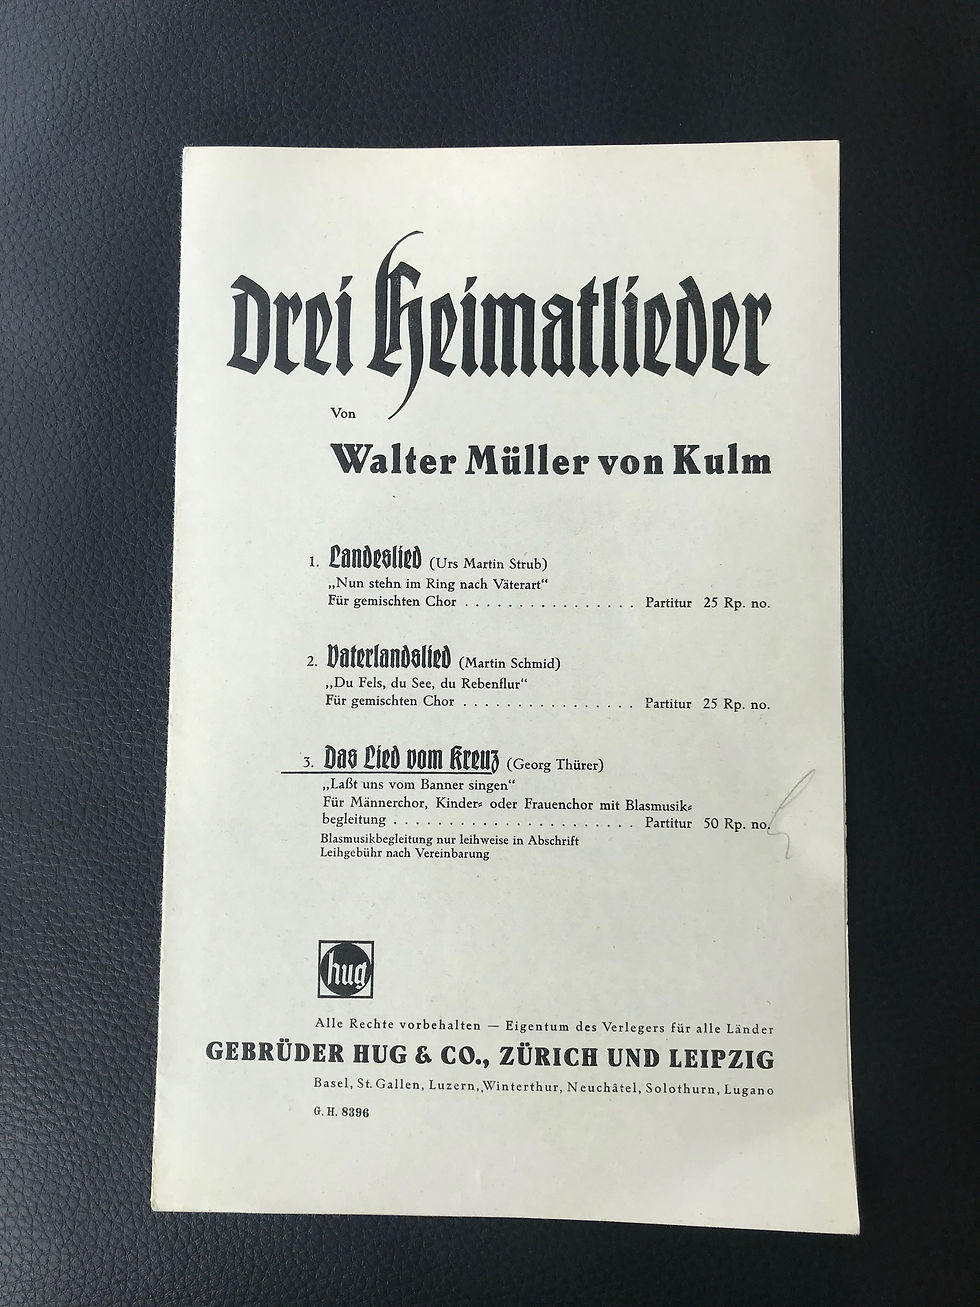 Drei Heimatlieder
Von
Walter Müller von Kulm
1. Landeslied (Urs Martin Strub)
„Nun stehn im Ring nach Väterart“
Für gemischten Chor . . . . . . . . . . . . . . . . Partitur 25 Rp. no.
2. Vaterlandslied (Martin Schmid)
„Du Fels, du See, du Rebenflur“
Für gemischten Chor . . . . . . . . . . . . . . . . Partitur 25 Rp. no.
3. Das Lied vom Kreuz (Georg Thürer)
„Laßt uns vom Banner singen“
Für Männerchor, Kinder= oder Frauenchor mit Blasmusik=
begleitung . . . . . . . . . . . . . . . . . . . . . . Partitur 50 Rp. no.
Blasmusikbegleitung nur leihweise in Abschrift
Leihgebühr nach Vereinbarung
hug
Alle Rechte vorbehalten — Eigentum des Verlegers für alle Länder
GEBRÜDER HUG & CO., ZÜRICH UND LEIPZIG
Basel, St. Gallen, Luzern,,Winterthur, Neuchâtel, Solothurn, Lugano
G. H. 8396